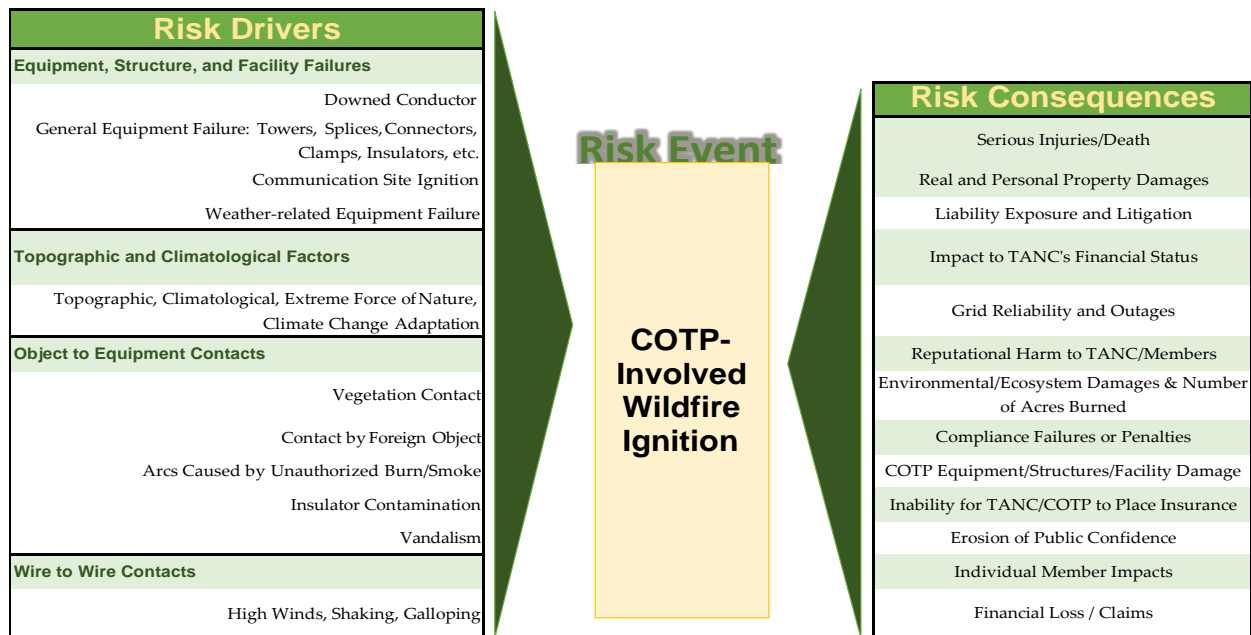 Risk Drivers
Equipment, Structure, and Facility Failures
Downed Conductor
General Equipment Failure: Towers, Splices, Connectors,
Clamps, Insulators, etc.
Communication Site Ignition
Weather-related Equipment Failure
Topographic and Climatological Factors
Topographic, Climatological, Extreme Force of Nature,
Climate Change Adaptation
Object to Equipment Contacts
Vegetation Contact
Contact by Foreign Object
Arcs Caused by Unauthorized Burn/Smoke
Insulator Contamination
Vandalism
Wire to Wire Contacts
High Winds, Shaking, Galloping
Risk Event
COTP-
Involved
Wildfire
Ignition
Risk Consequences
Serious Injuries/Death
Real and Personal Property Damages
Liability Exposure and Litigation
Impact to TANC's Financial Status
Grid Reliability and Outages
Reputational Harm to TANC/Members
Environmental/Ecosystem Damages & Number
of Acres Burned
Compliance Failures or Penalties
COTP Equipment/Structures/Facility Damage
Inability for TANC/COTP to Place Insurance
Erosion of Public Confidence
Individual Member Impacts
Financial Loss / Claims